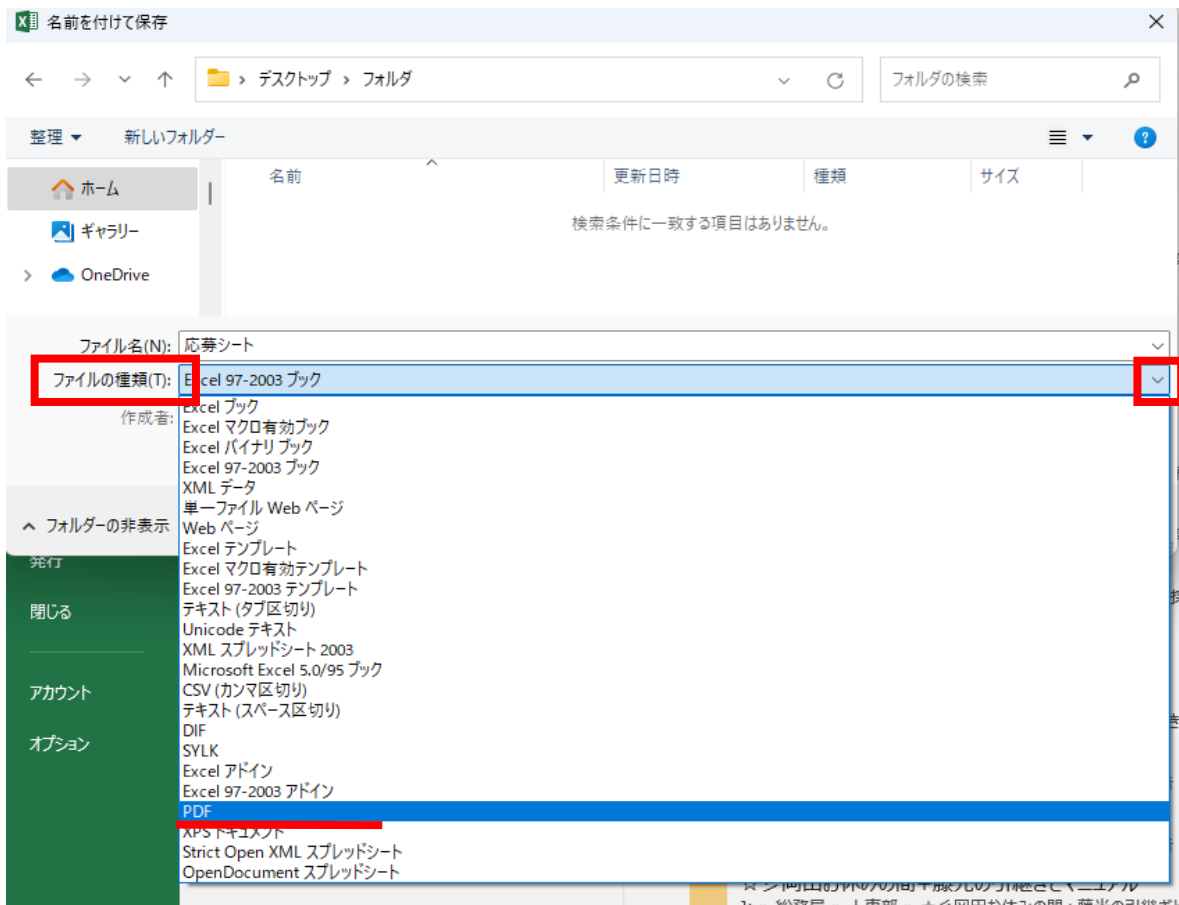 名前を付けて保存
デスクトップ › フォルダ
フォルダの検索
整理 新しいフォルダー
名前 更新日時 種類 サイズ
ホーム
検索条件に一致する項目はありません。
ギャラリー
OneDrive
ファイル名(N): 応募シート
ファイルの種類(T): Excel 97-2003 ブック
作成者:
Excel ブック
Excel マクロ有効ブック
Excel バイナリ ブック
Excel 97-2003 ブック
XML データ
単一ファイル Web ページ
フォルダーの非表示
Web ページ
Excel テンプレート
発行
Excel マクロ有効テンプレート
Excel 97-2003 テンプレート
閉じる
テキスト (タブ区切り)
Unicode テキスト
XML スプレッドシート 2003
Microsoft Excel 5.0/95 ブック
アカウント
CSV (カンマ区切り)
テキスト (スペース区切り)
DIF
オプション
SYLK
Excel アドイン
Excel 97-2003 アドイン
PDF
XPS ドキュメント
Strict Open XML スプレッドシート
OpenDocument スプレッドシート